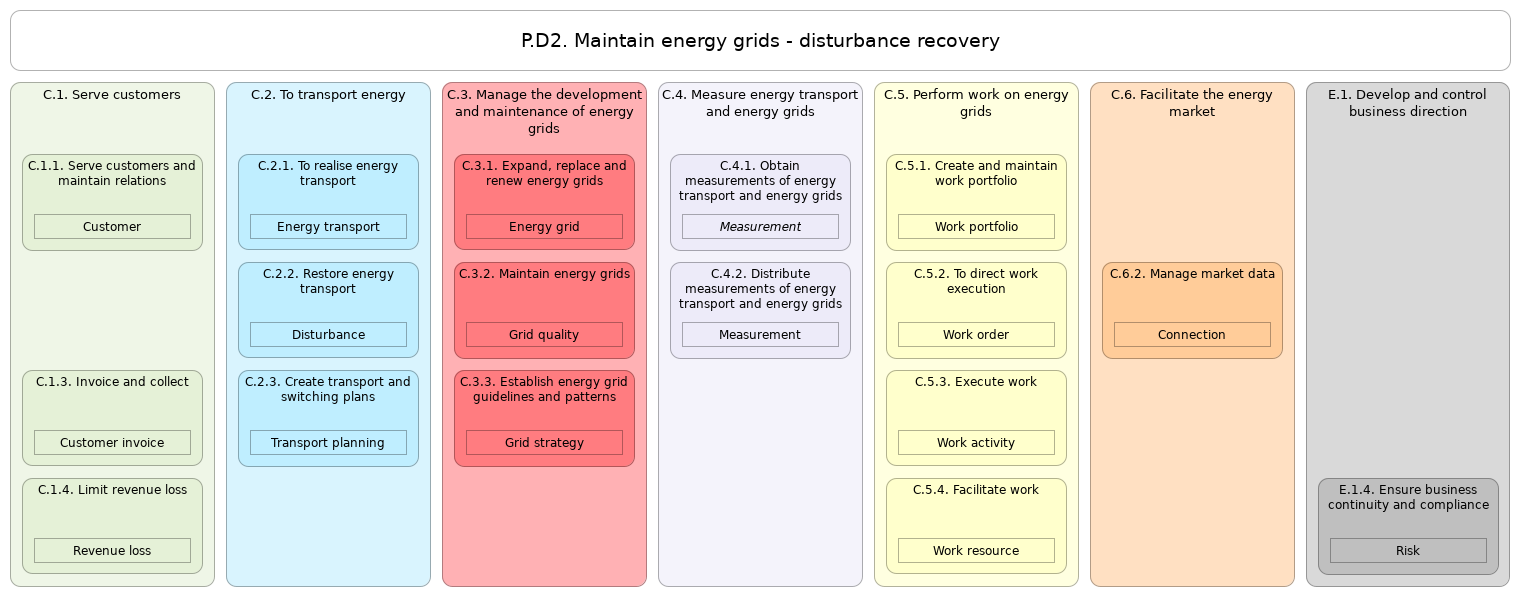 P.D2. Maintain energy grids - disturbance recovery
C.1. Serve customers
C.1.1. Serve customers and
maintain relations
Customer
C.1.3. Invoice and collect
Customer invoice
C.1.4. Limit revenue loss
Revenue loss
C.2. To transport energy
C.2.1. To realise energy
transport
Energy transport
C.2.2. Restore energy
transport
Disturbance
C.2.3. Create transport and
switching plans
Transport planning
C.3. Manage the development
and maintenance of energy
grids
C.3.1. Expand, replace and
renew energy grids
Energy grid
C.3.2. Maintain energy grids
Grid quality
C.3.3. Establish energy grid
guidelines and patterns
Grid strategy
C.4. Measure energy transport
and energy grids
C.4.1. Obtain
measurements of energy
transport and energy grids
Measurement
C.4.2. Distribute
measurements of energy
transport and energy grids
Measurement
C.5. Perform work on energy
grids
C.5.1. Create and maintain
work portfolio
Work portfolio
C.5.2. To direct work
execution
Work order
C.5.3. Execute work
Work activity
C.5.4. Facilitate work
Work resource
C.6. Facilitate the energy
market
C.6.2. Manage market data
Connection
E.1. Develop and control
business direction
E.1.4. Ensure business
continuity and compliance
Risk